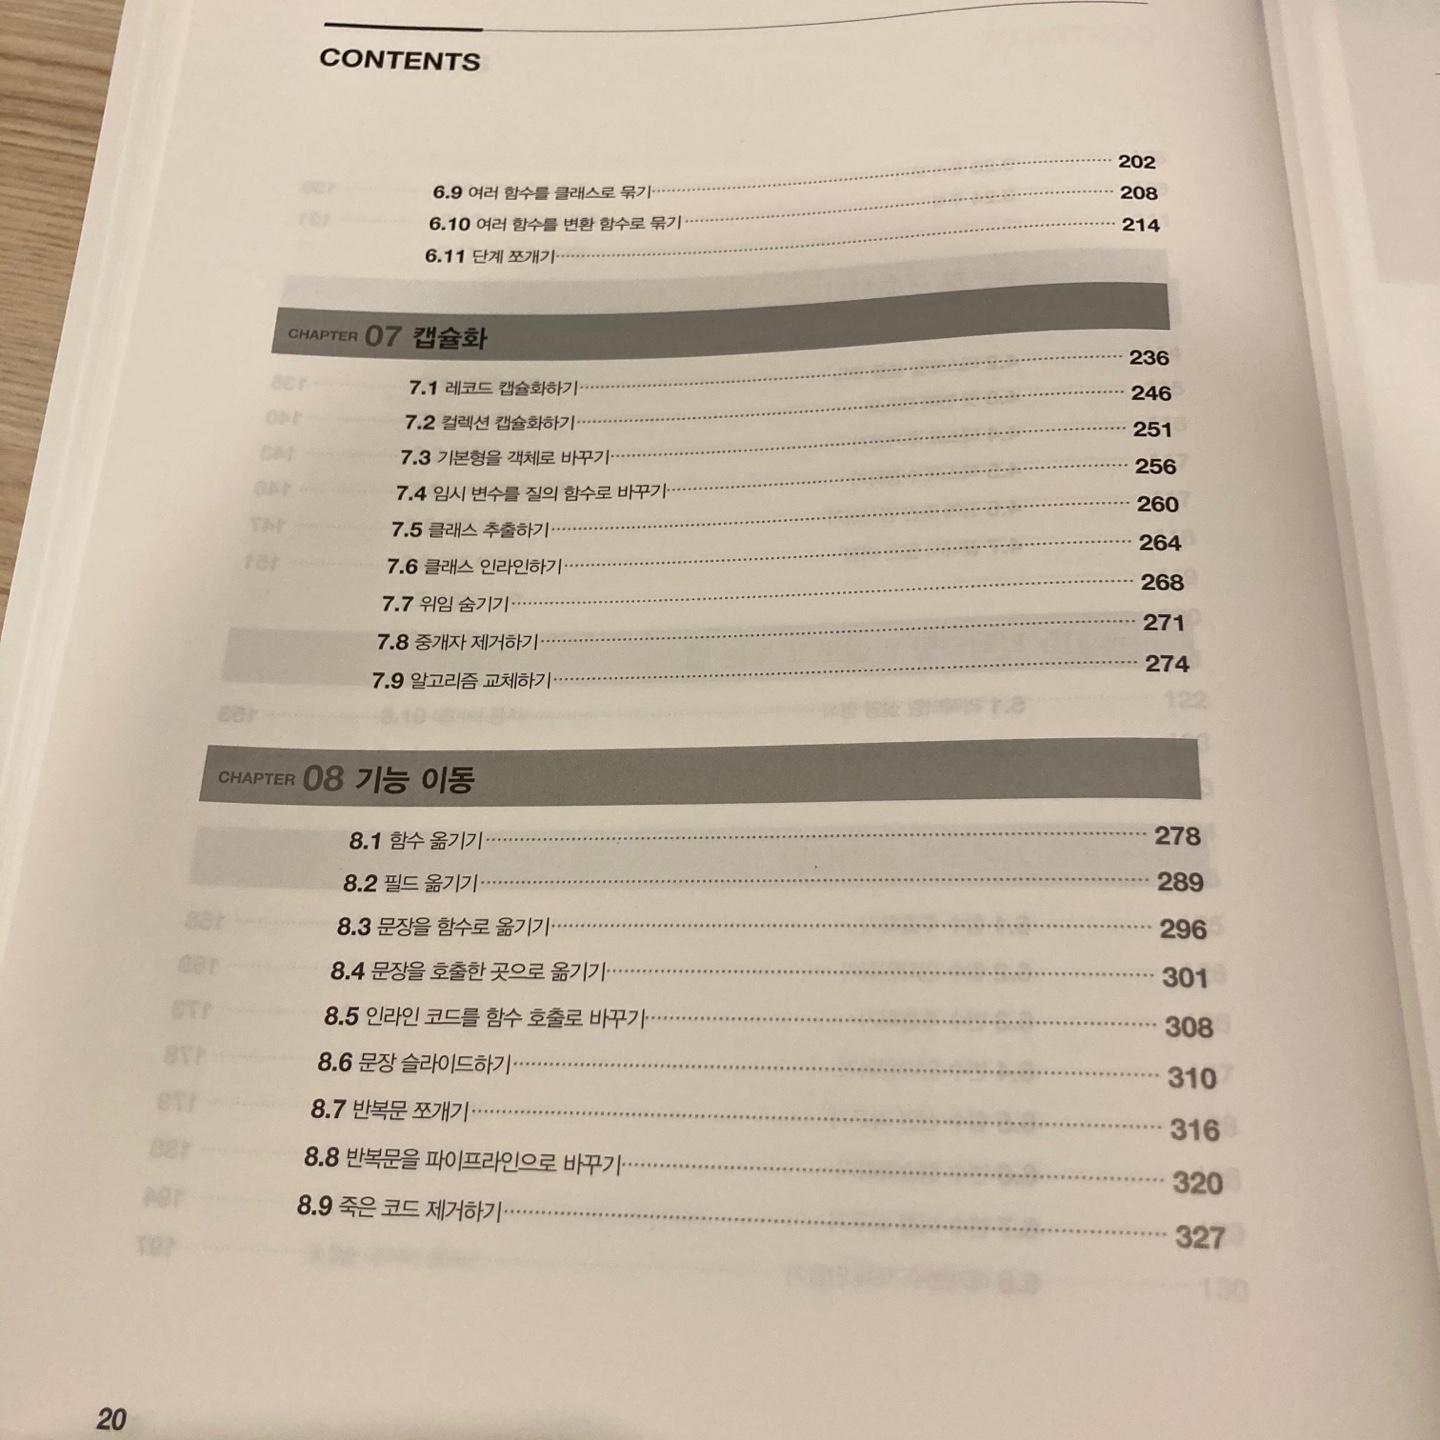 CONTENTS
6.9 여러 함수를 클래스로 묶기 202
6.10 여러 함수를 변환 함수로 묶기 208
6.11 단계 쪼개기 214
CHAPTER 07 캡슐화
7.1 레코드 캡슐화하기 236
7.2 컬렉션 캡슐화하기 246
7.3 기본형을 객체로 바꾸기 251
7.4 임시 변수를 질의 함수로 바꾸기 256
7.5 클래스 추출하기 260
7.6 클래스 인라인하기 264
7.7 위임 숨기기 268
7.8 중개자 제거하기 271
7.9 알고리즘 교체하기 274
CHAPTER 08 기능 이동
8.1 함수 옮기기 278
8.2 필드 옮기기 289
8.3 문장을 함수로 옮기기 296
8.4 문장을 호출한 곳으로 옮기기 301
8.5 인라인 코드를 함수 호출로 바꾸기 308
8.6 문장 슬라이드하기 310
8.7 반복문 쪼개기 316
8.8 반복문을 파이프라인으로 바꾸기 320
8.9 죽은 코드 제거하기 327
20